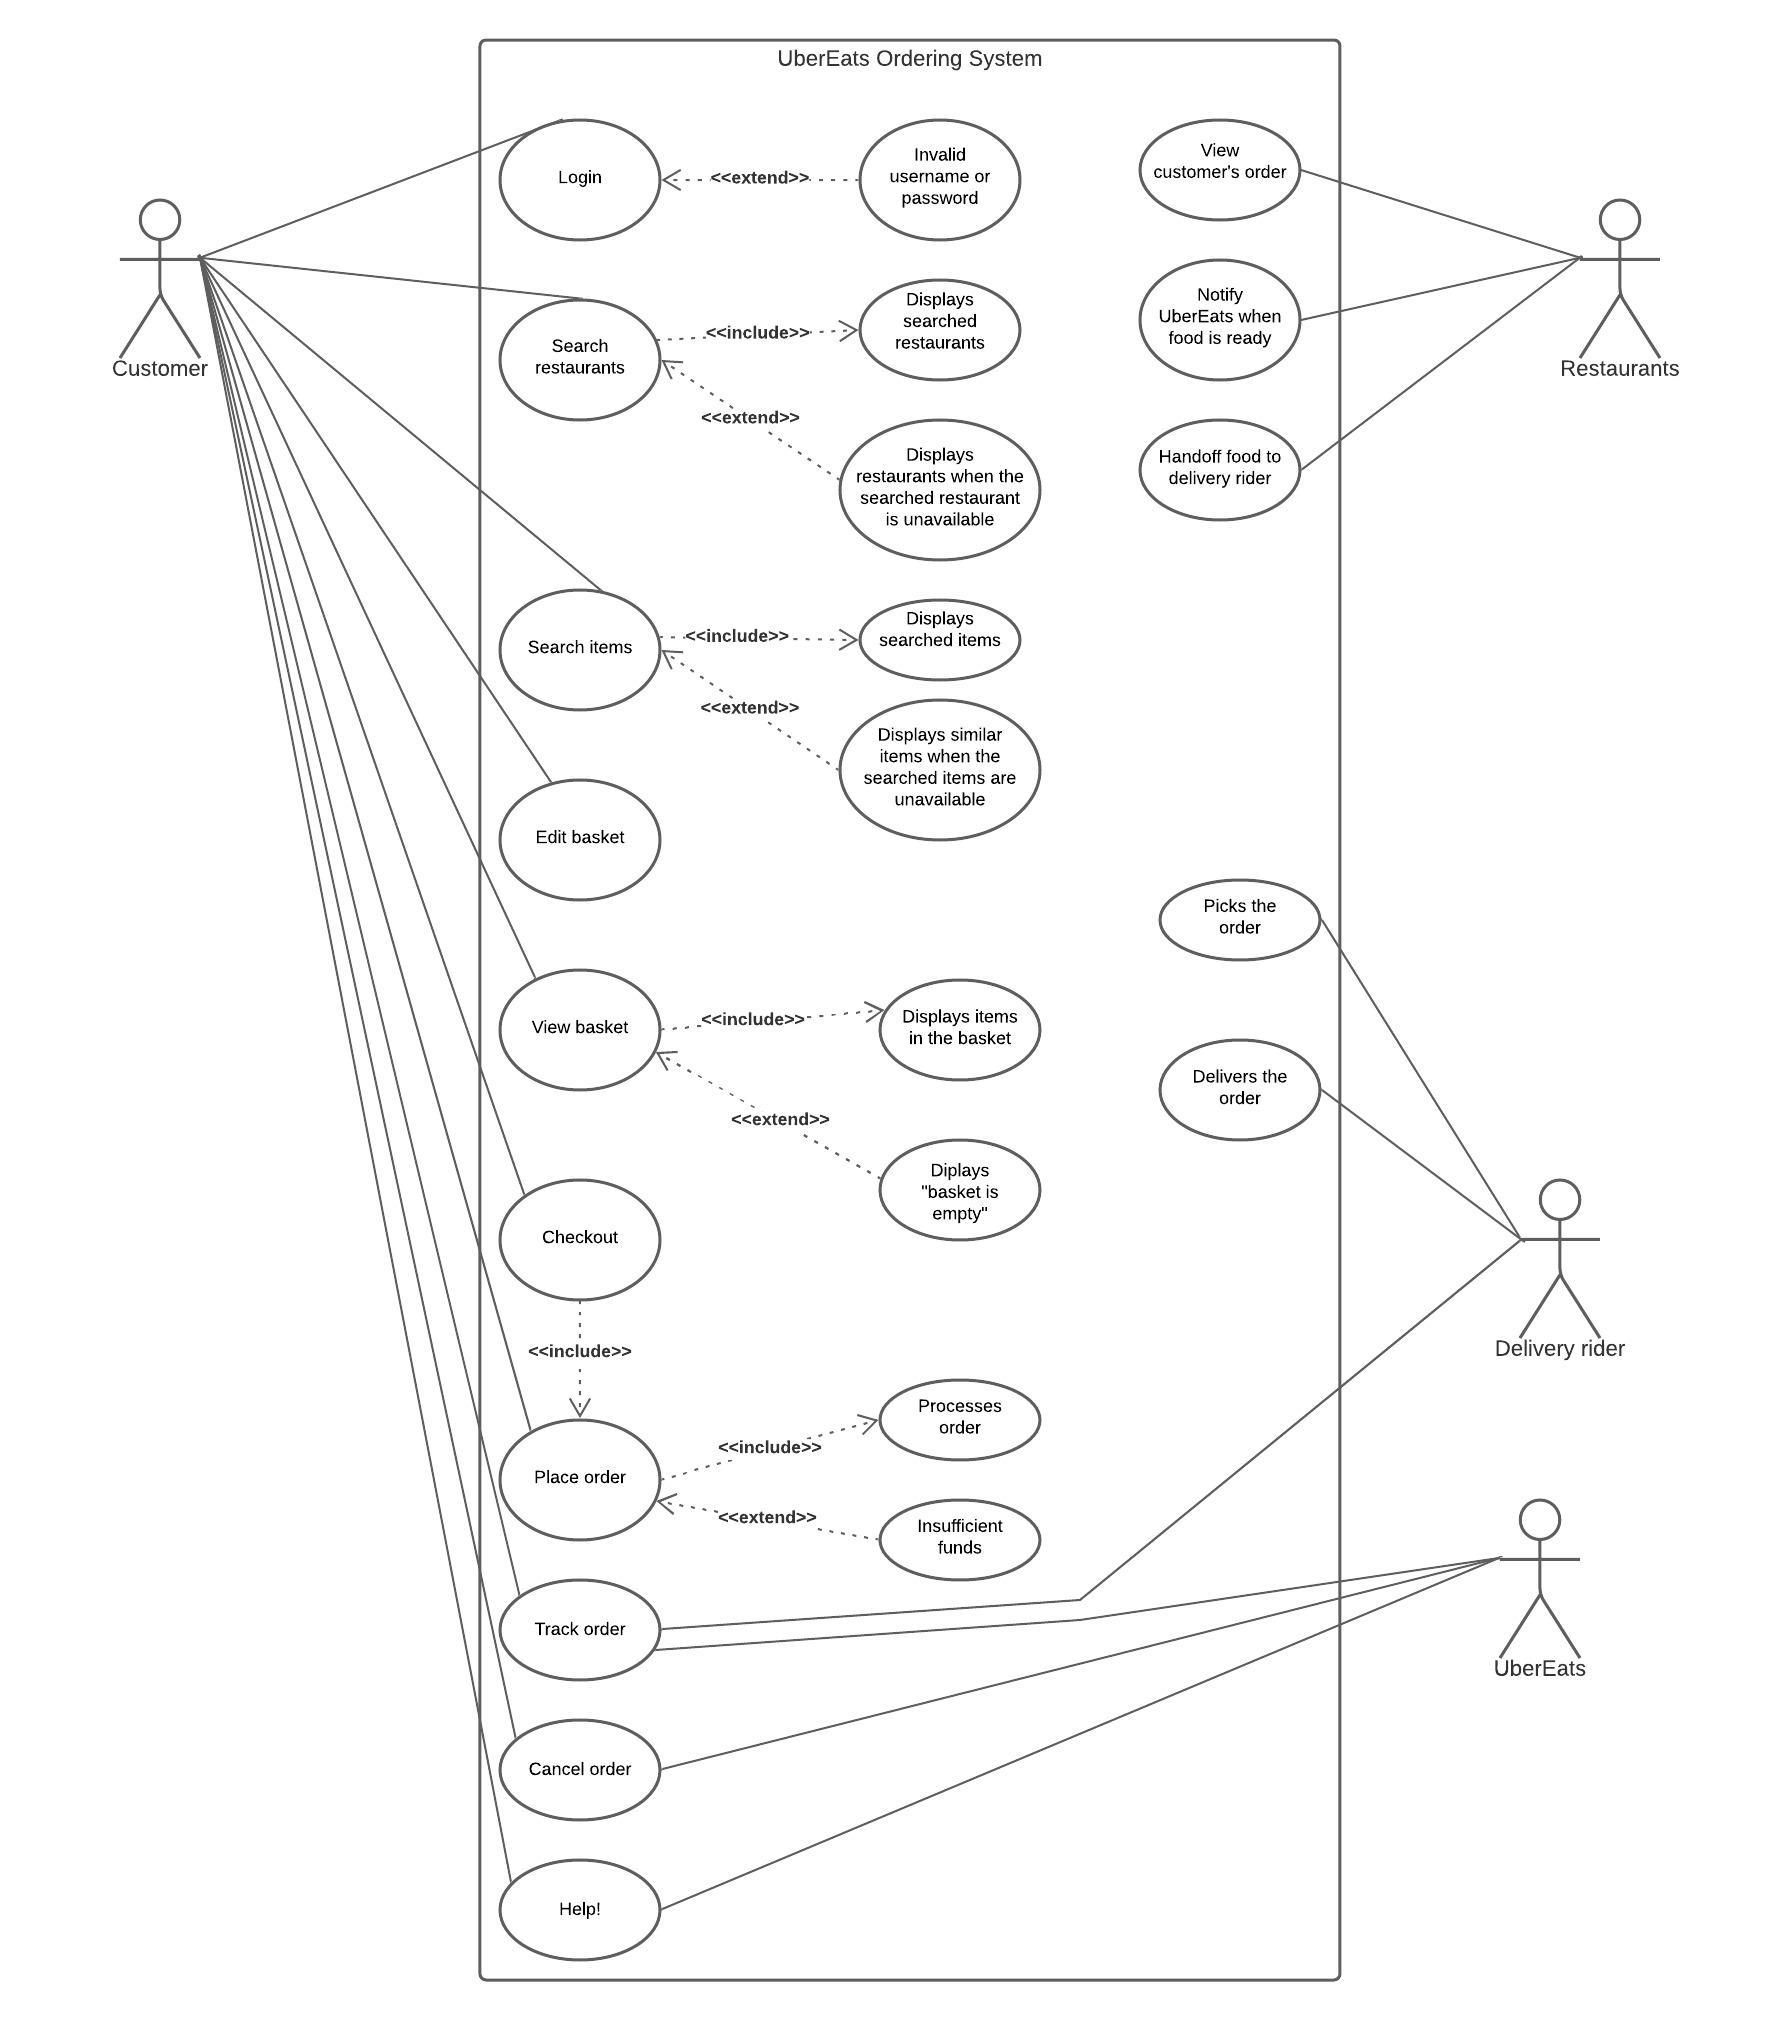 UberEats Ordering System
Login
<<extend>>
Invalid
username or
password
View
customer's order
Customer
Restaurants
Search
restaurants
<<include>>
Displays
searched
restaurants
Notify
UberEats when
food is ready
<<extend>>
Displays
restaurants when the
searched restaurant
is unavailable
Handoff food to
delivery rider
Search items
<<include>>
Displays
searched items
<<extend>>
Displays similar
items when the
searched items are
unavailable
Edit basket
Picks the
order
View basket
<<include>>
Displays items
in the basket
Delivers the
order
<<extend>>
Diplays
"basket is
empty"
Checkout
<<include>>
Delivery rider
Place order
<<include>>
Processes
order
<<extend>>
Insufficient
funds
Track order
UberEats
Cancel order
Help!